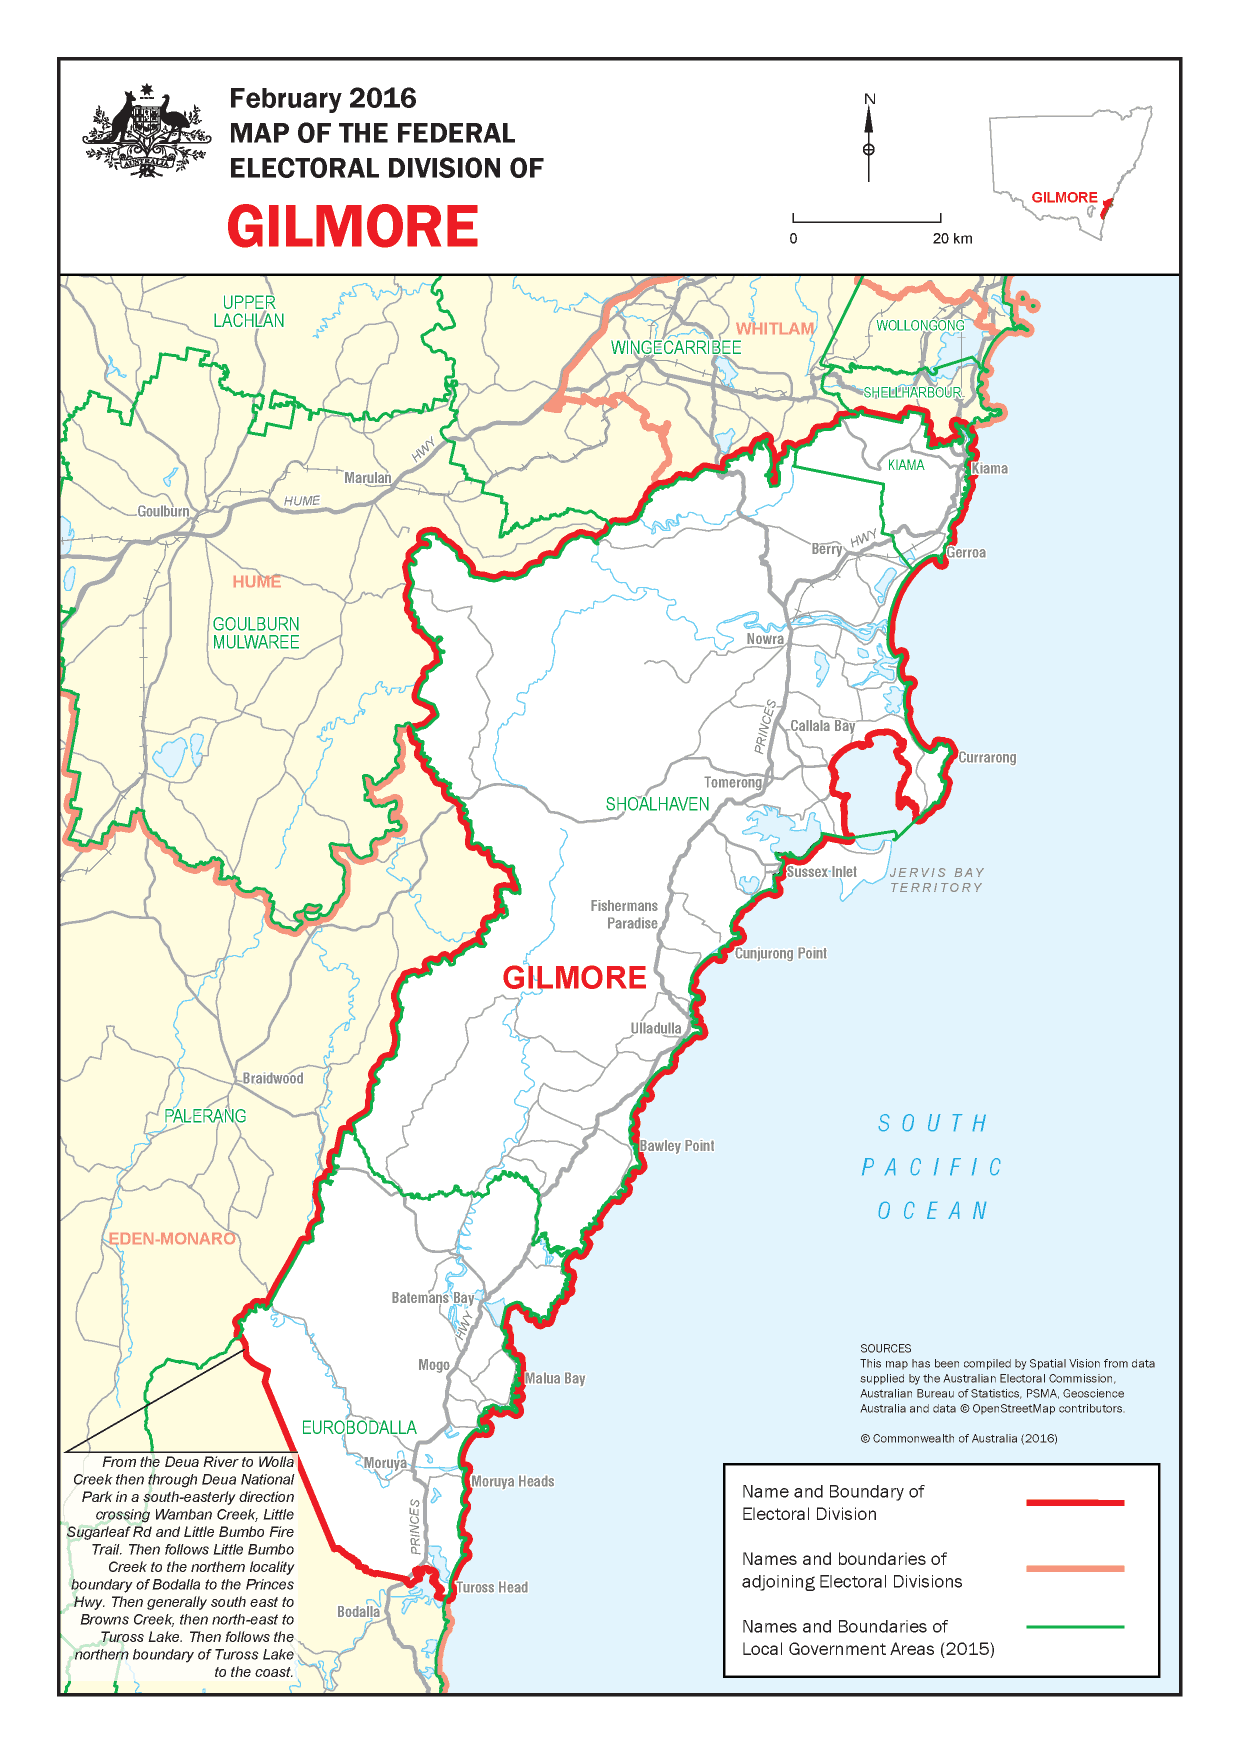 February 2016
MAP OF THE FEDERAL
ELECTORAL DIVISION OF
GILMORE
AUSTRALIA
N
0
20 km
GILMORE
UPPER
LACHLAN
WHITLAM
WOLLONGONG
WINGECARRIBEE
SHELLHARBOUR
HWY
KIAMA
Kiama
Marulan
HUME
Goulburn
Berry
HWY
Gerroa
HUME
GOULBURN
MULWAREE
Nowra
PRINCES
Callala Bay
Currarong
Tomerong
SHOALHAVEN
Sussex Inlet
JERVIS BAY
TERRITORY
Fishermans
Paradise
Cunjurong Point
GILMORE
Ulladulla
Braidwood
PALERANG
SOUTH
PACIFIC
OCEAN
Bawley Point
EDEN-MONARO
Batemans Bay
HWY
Mogo
Malua Bay
EUROBODALLA
Moruya
Moruya Heads
PRINCES
Tuross Head
Bodalla
From the Deua River to Wolla
Creek then through Deua National
Park in a south-easterly direction
crossing Wamban Creek, Little
Sugarleaf Rd and Little Bumbo Fire
Trail. Then follows Little Bumbo
Creek to the northern locality
boundary of Bodalla to the Princes
Hwy. Then generally south east to
Browns Creek, then north-east to
Tuross Lake. Then follows the
northern boundary of Tuross Lake
to the coast.
SOURCES
This map has been compiled by Spatial Vision from data
supplied by the Australian Electoral Commission,
Australian Bureau of Statistics, PSMA, Geoscience
Australia and data © OpenStreetMap contributors.
© Commonwealth of Australia (2016)
Name and Boundary of
Electoral Division
Names and boundaries of
adjoining Electoral Divisions
Names and Boundaries of
Local Government Areas (2015)